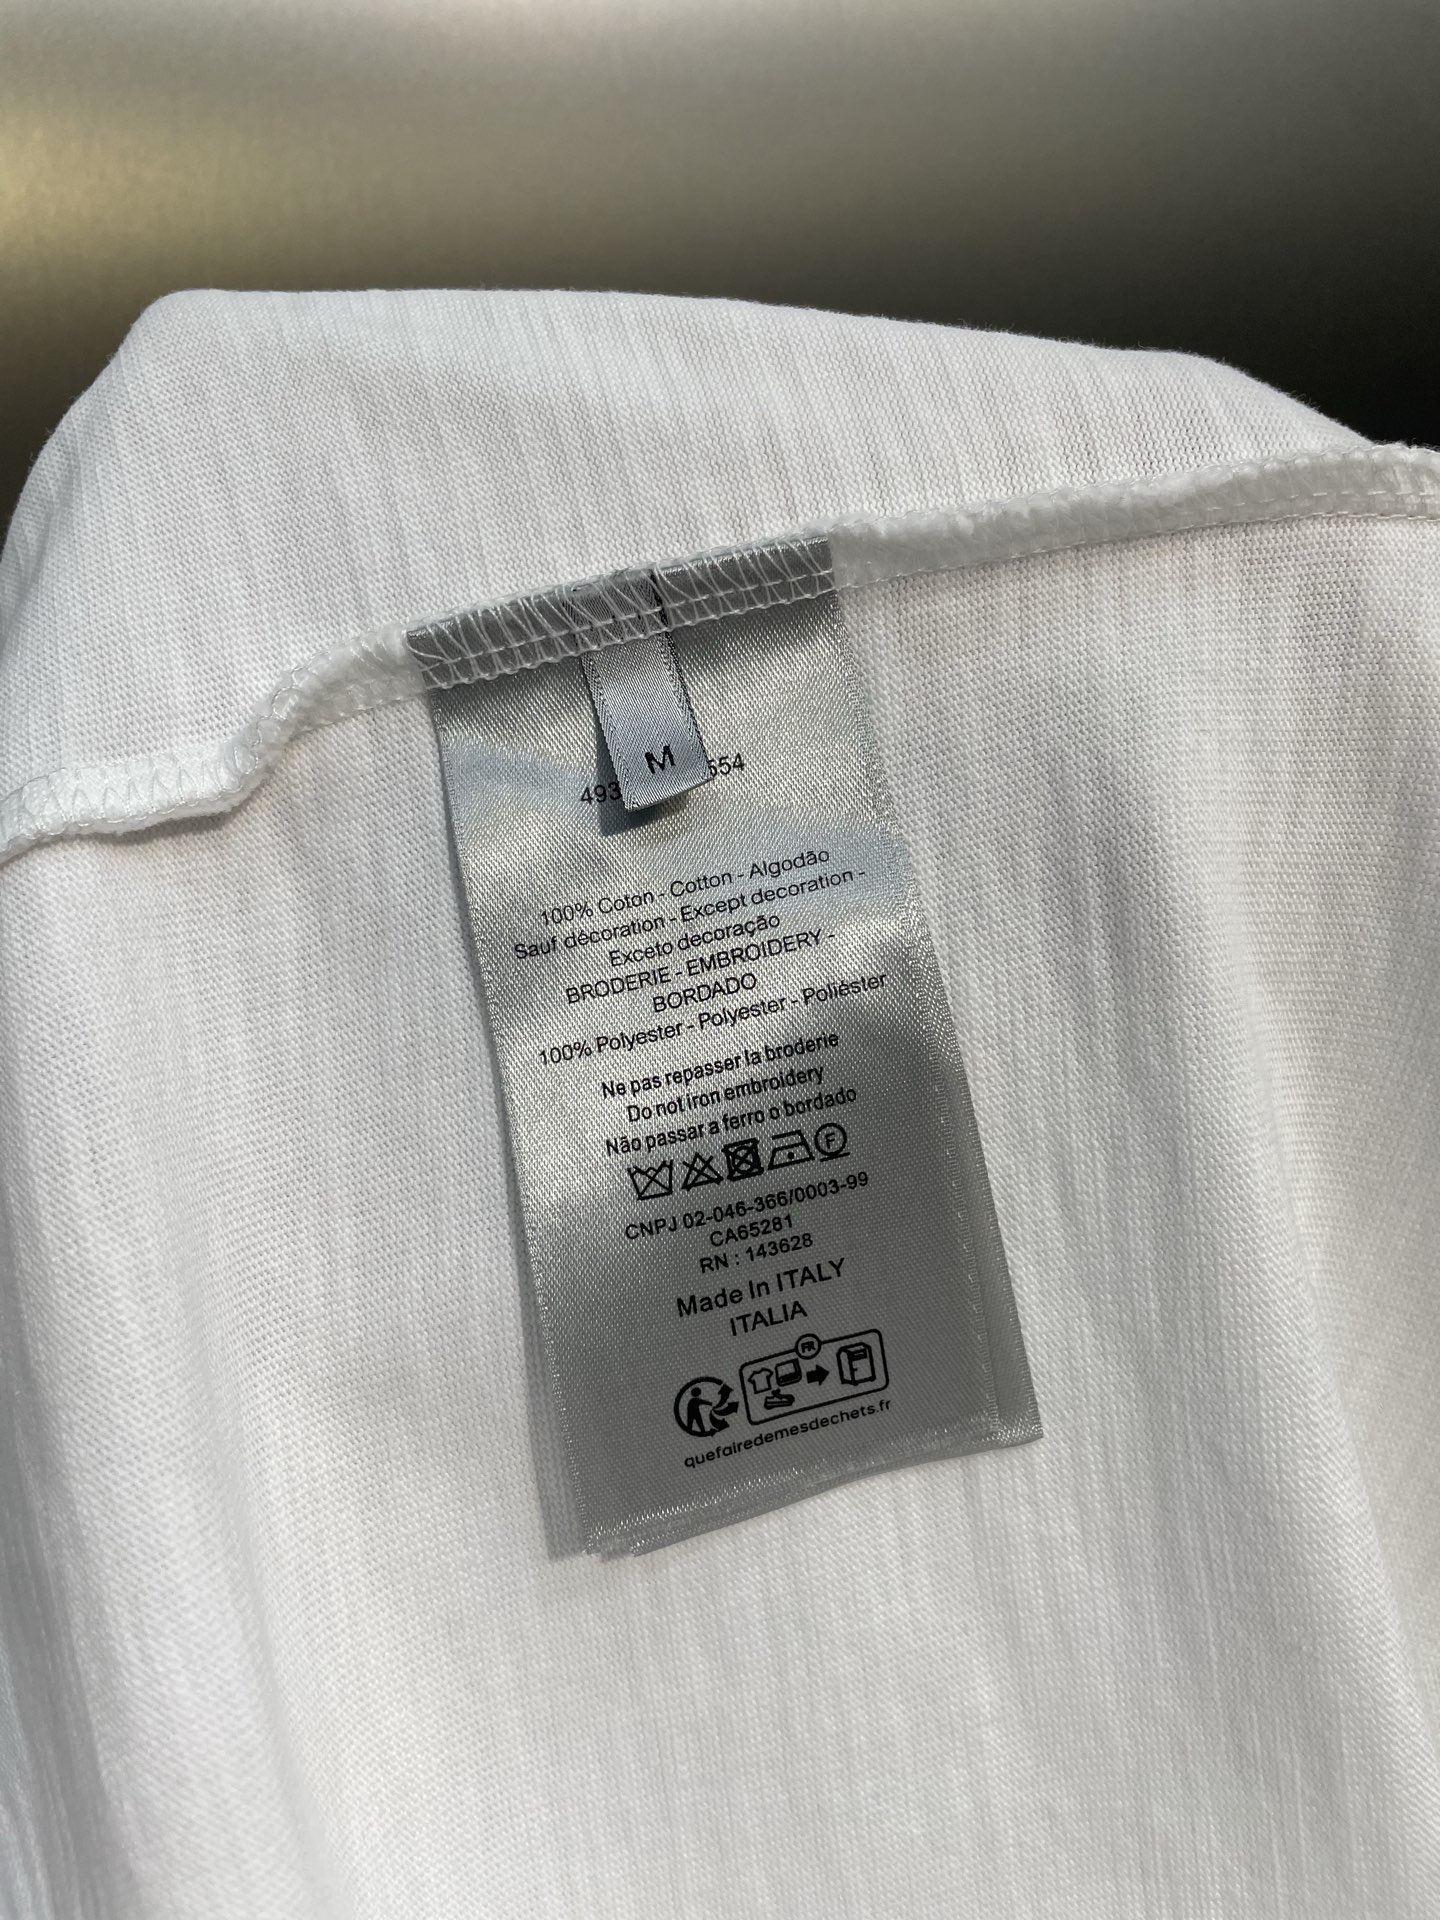 M
100% Coton - Cotton - Algodão
Sauf décoration - Except decoration -
Exceto decoração
BRODERIE - EMBROIDERY -
BORDADO
100% Polyester - Polyester - Poliéster
Ne pas repasser la broderie
Do not iron embroidery
Não passar a ferro o bordado
F
CNPJ 02-046-366/0003-99
CA65281
RN : 143628
Made In ITALY
ITALIA
FR
quefairedemesdechets.fr